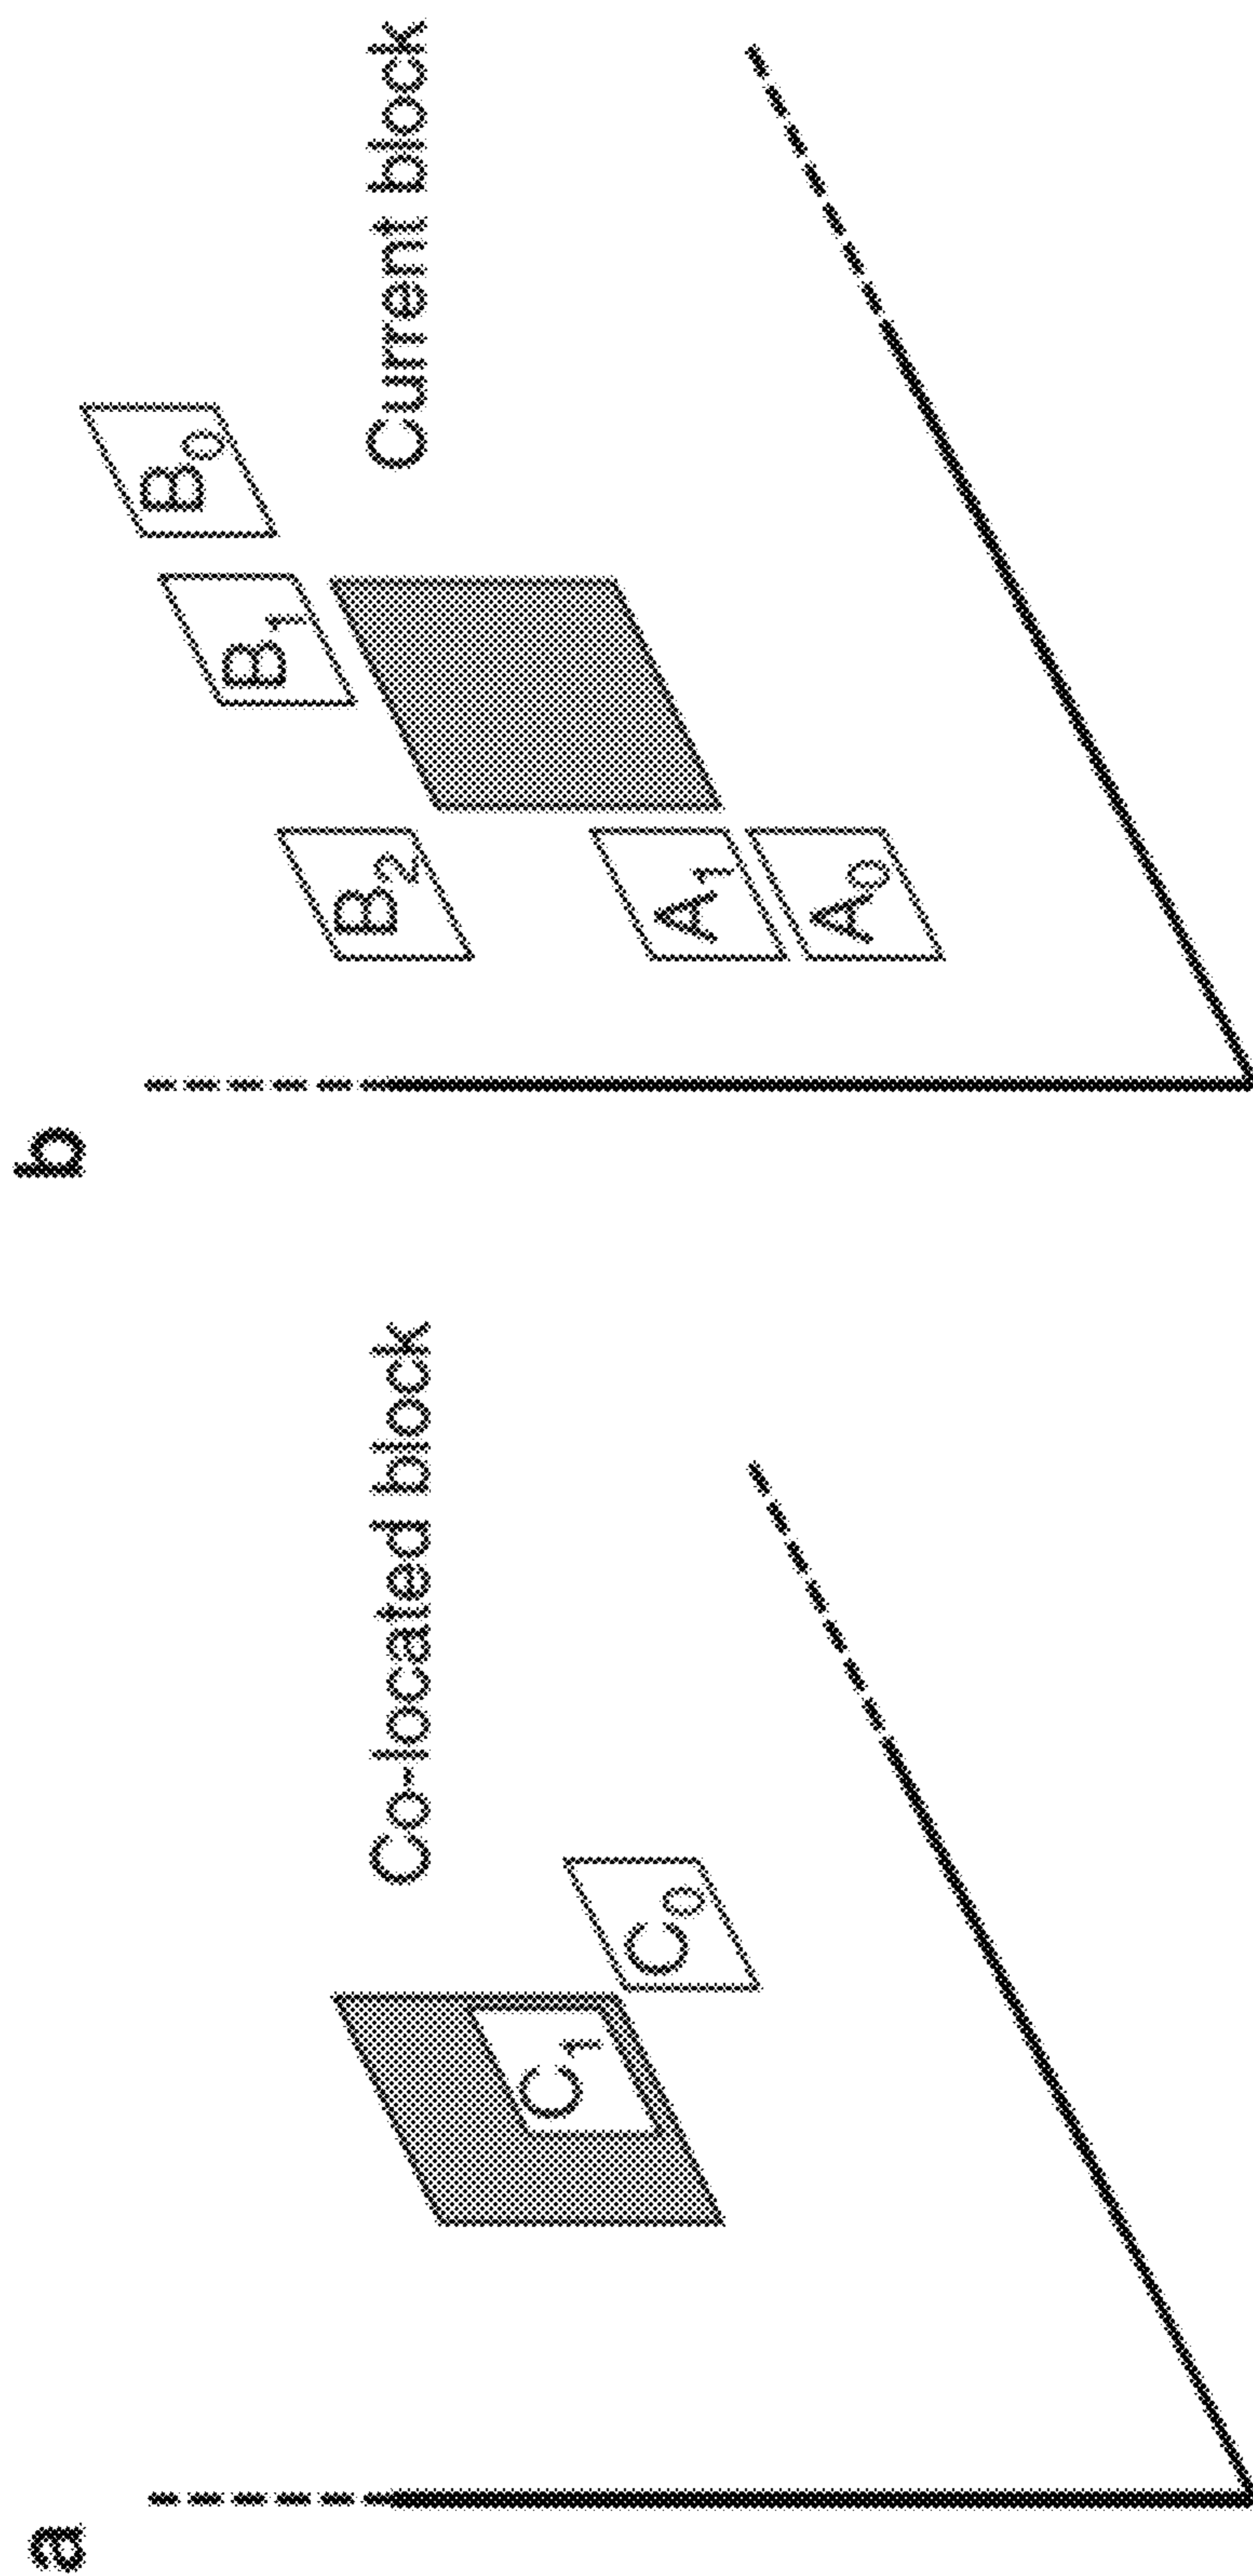 a
Co-located block
C1
C0
b
Current block
B2
B1
B0
A1
A0